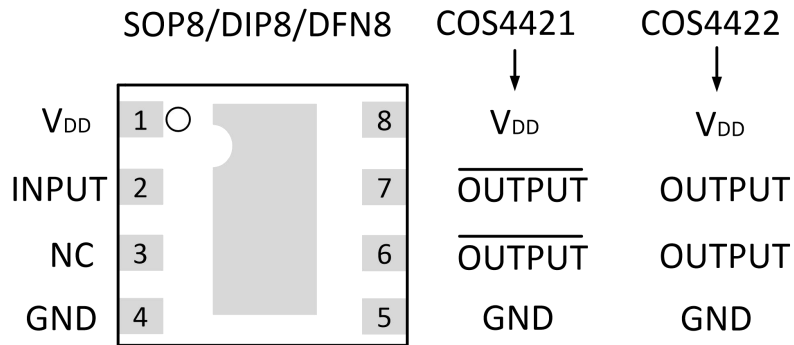 SOP8/DIP8/DFN8 COS4421 COS4422
VDD 1 8 VDD VDD
INPUT 2 7 OUTPUT OUTPUT
NC 3 6 OUTPUT OUTPUT
GND 4 5 GND GND